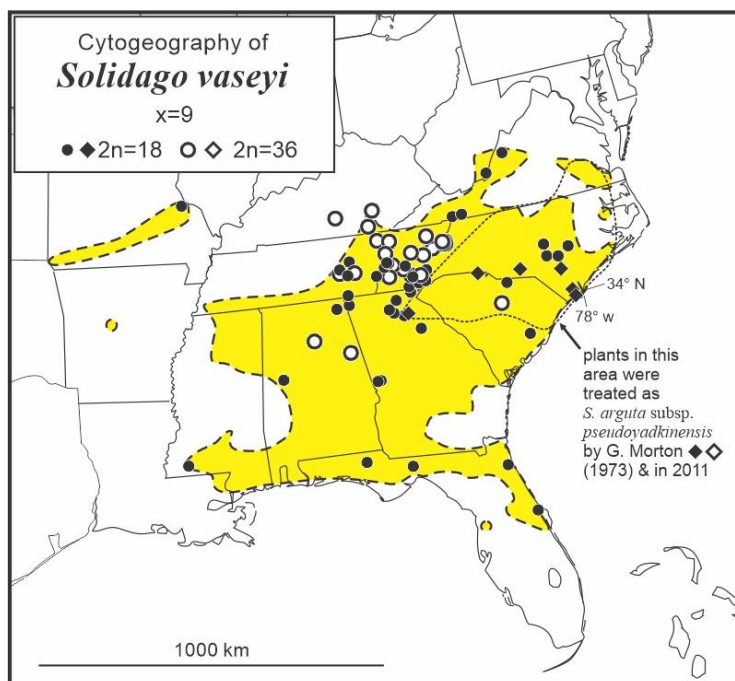 Cytogeography of
Solidago vaseyi
x=9
●◆2n=18 ○◇ 2n=36
34° N
78° w
plants in this
area were
treated as
S. arguta subsp.
pseudoyadkinensis
by G. Morton ◆◇
(1973) & in 2011
1000 km